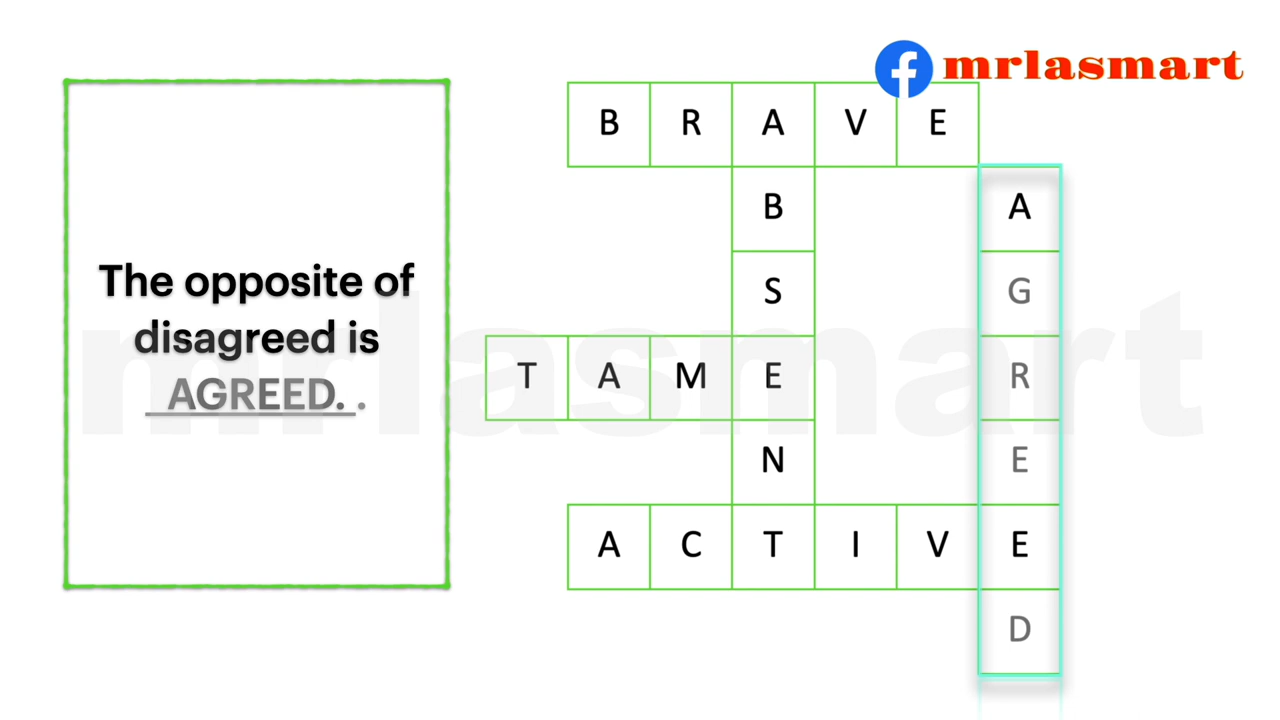 mrlasmart
The opposite of
disagreed is
AGREED. .
B R A V E
B A
S G
T A M E R
N E
A C T I V E
D
mrlasmart